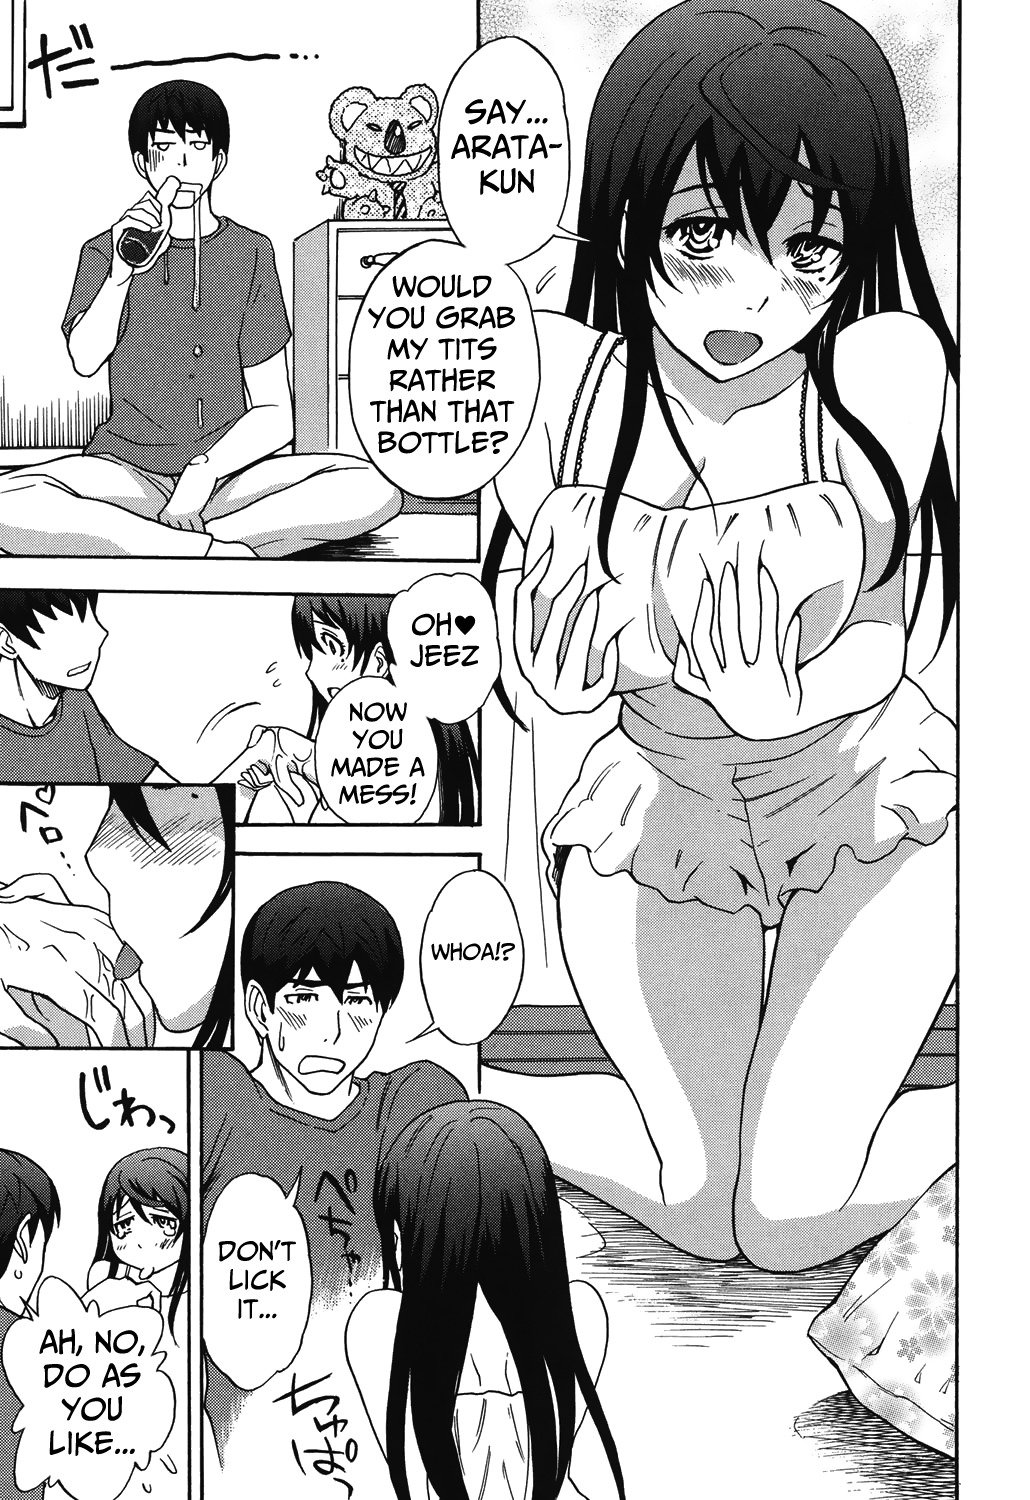 SAY...
ARATA-
KUN
WOULD
YOU GRAB
MY TITS
RATHER
THAN THAT
BOTTLE?
だー...
OH♥
JEEZ
NOW
YOU
MADE A
MESS!
ペロ...
WHOA!?
DON'T
LICK
IT...
ぺちゃ
ちゅぱっ
じわっ
AH, NO,
DO AS
YOU
LIKE...